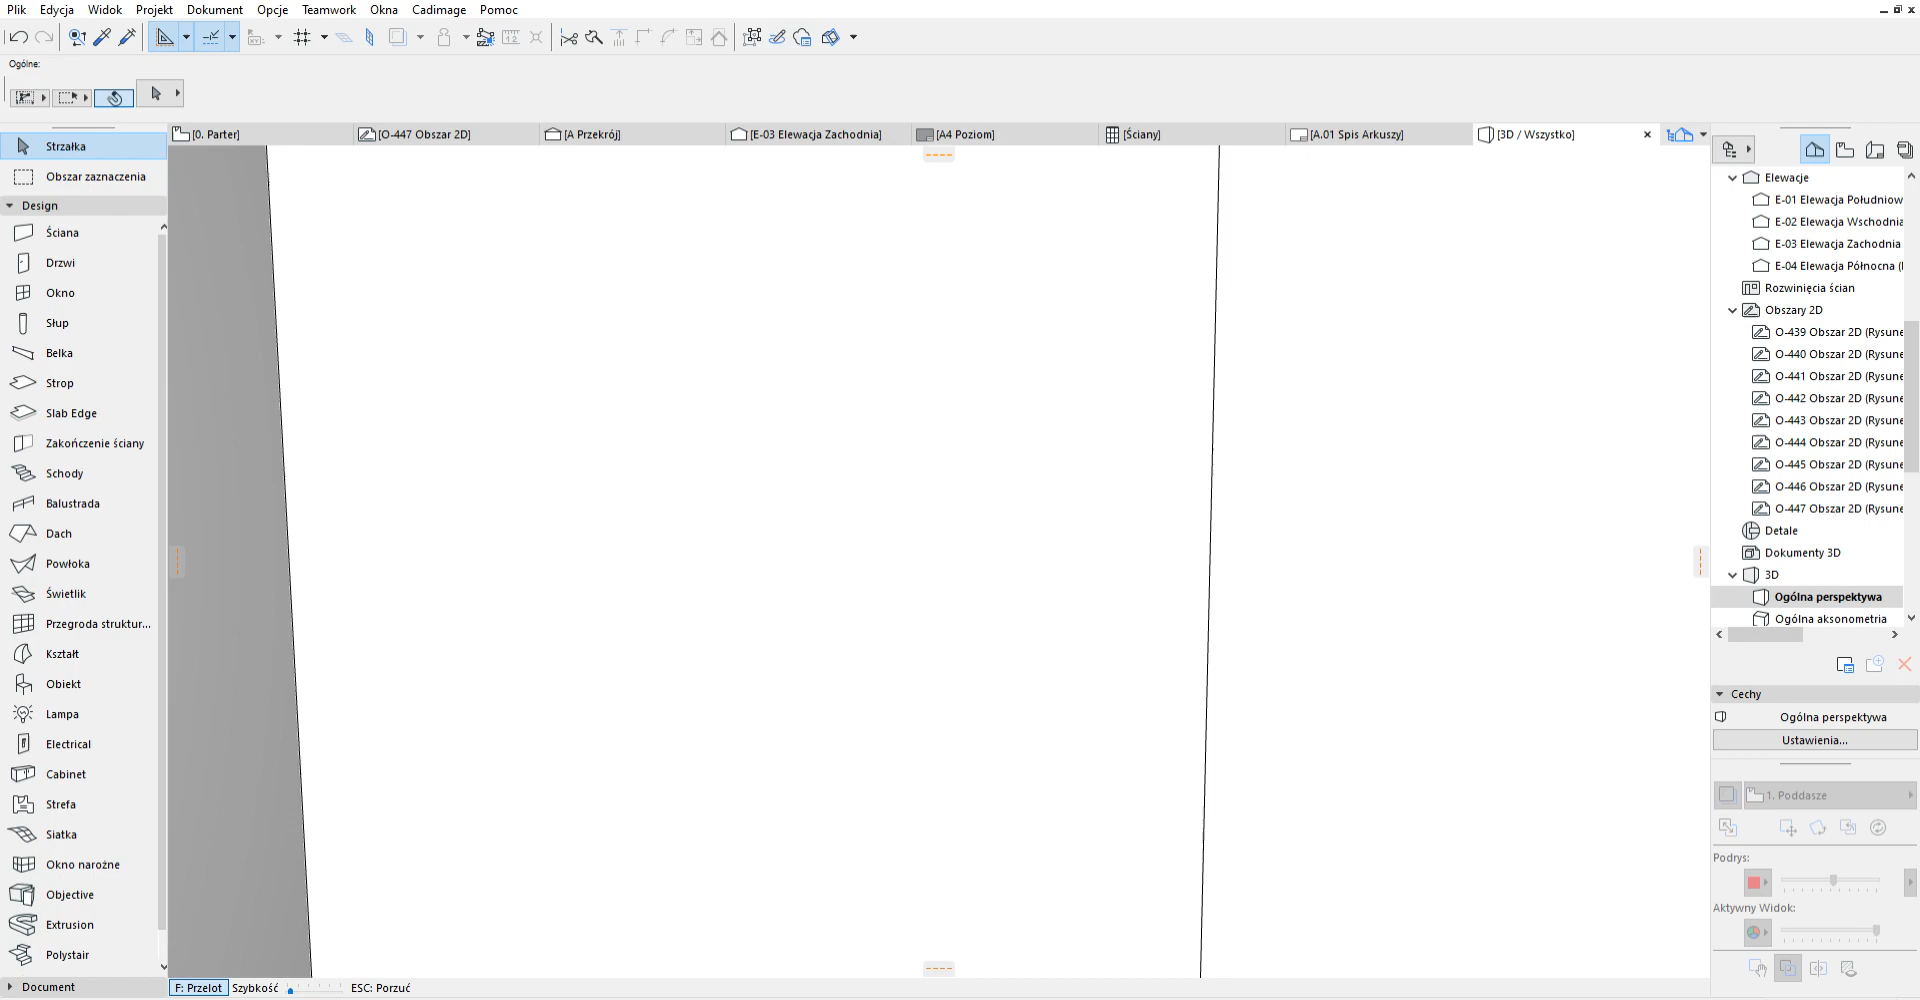 Plik Edycja Widok Projekt Dokument Opcje Teamwork Okna Cadimage Pomoc
Ogólne:
[0. Parter] [O-447 Obszar 2D] [A Przekrój] [E-03 Elewacja Zachodnia] [A4 Poziom] [Ściany] [A.01 Spis Arkuszy] [3D / Wszystko]
Strzałka
Obszar zaznaczenia
Design
Ściana
Drzwi
Okno
Słup
Belka
Strop
Slab Edge
Zakończenie ściany
Schody
Balustrada
Dach
Powłoka
Świetlik
Przegroda struktur...
Kształt
Obiekt
Lampa
Electrical
Cabinet
Strefa
Siatka
Okno narożne
Objective
Extrusion
Polystair
Document
F: Przelot Szybkość ESC: Porzuć
Elewacje
E-01 Elewacja Południow
E-02 Elewacja Wschodnia
E-03 Elewacja Zachodnia
E-04 Elewacja Północna (
Rozwinięcia ścian
Obszary 2D
O-439 Obszar 2D (Rysune
O-440 Obszar 2D (Rysune
O-441 Obszar 2D (Rysune
O-442 Obszar 2D (Rysune
O-443 Obszar 2D (Rysune
O-444 Obszar 2D (Rysune
O-445 Obszar 2D (Rysune
O-446 Obszar 2D (Rysune
O-447 Obszar 2D (Rysune
Detale
Dokumenty 3D
3D
Ogólna perspektywa
Ogólna aksonometria
Cechy
Ogólna perspektywa
Ustawienia...
1. Poddasze
Podrys:
Aktywny Widok: